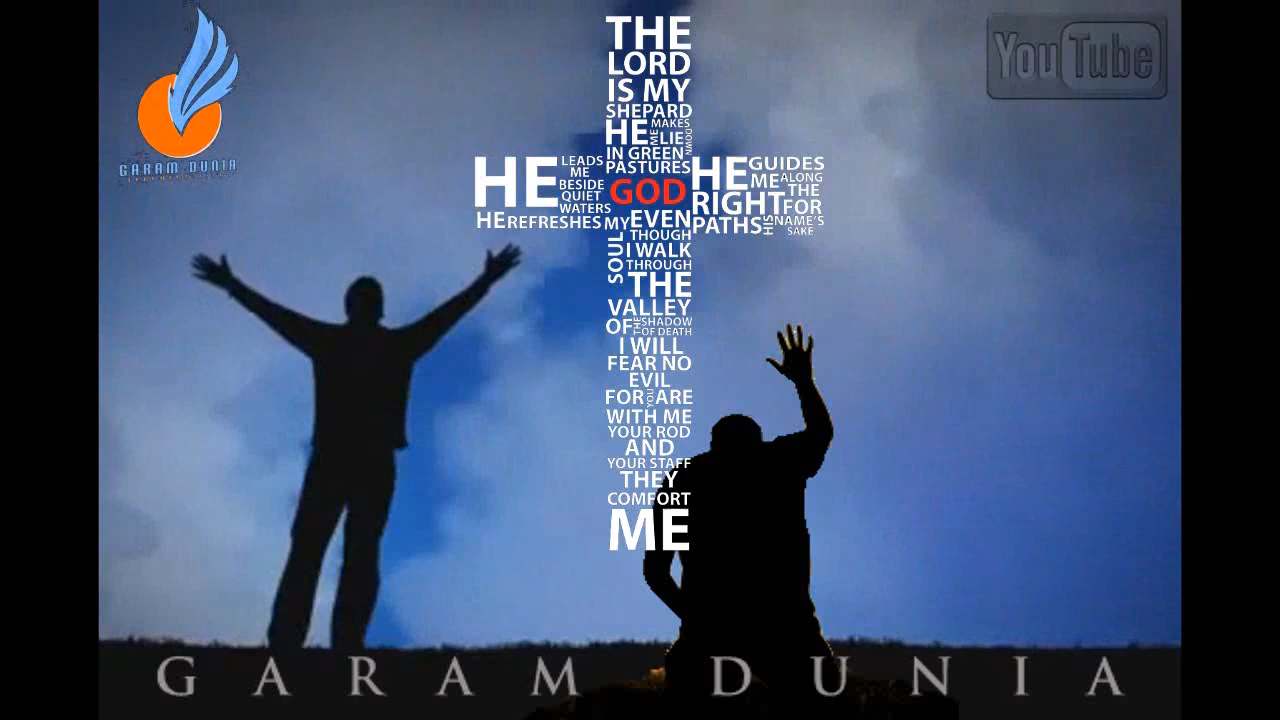 THE
LORD
IS MY
SHEPARD
HE MAKES
ME LIE DOWN
IN GREEN
PASTURES
HE LEADS
ME
BESIDE
QUIET
WATERS
HE REFRESHES MY
SOUL
GOD
HE GUIDES
ME ALONG
THE
RIGHT
PATHS
FOR
HIS NAME'S
SAKE
EVEN
THOUGH
I WALK
THROUGH
THE
VALLEY
OF THE SHADOW
OF DEATH
I WILL
FEAR NO
EVIL
FOR YOU ARE
WITH ME
YOUR ROD
AND
YOUR STAFF
THEY
COMFORT
ME
GARAM DUNIA
YouTube
GARAM DUNIA